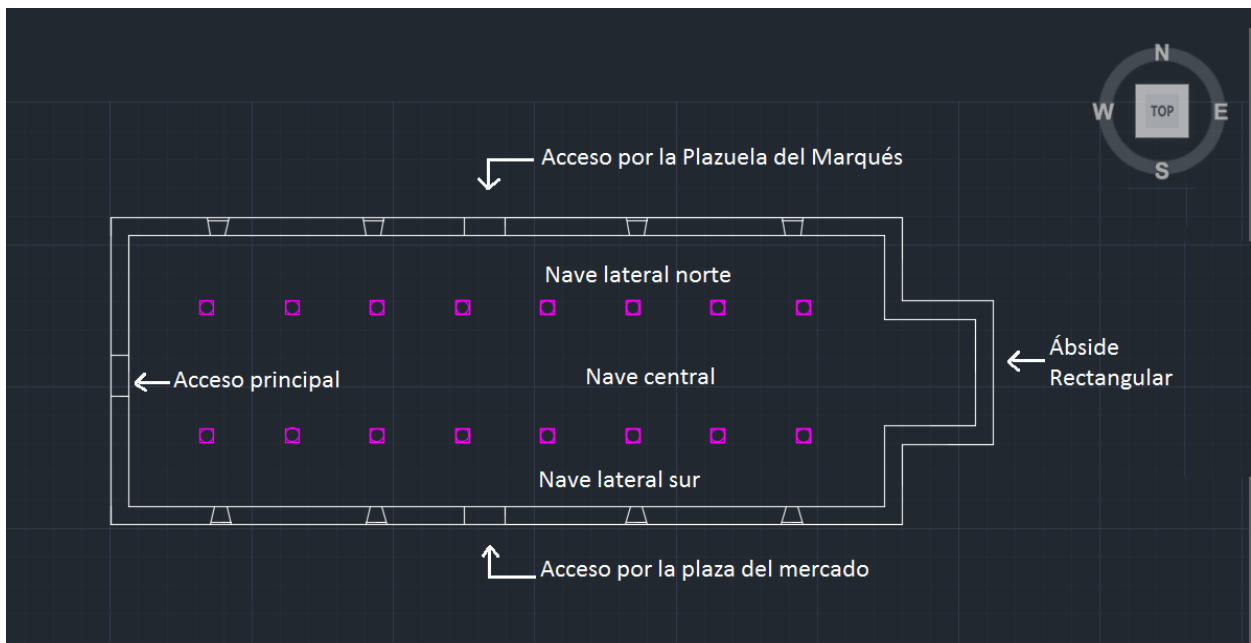 N
W TOP E
S
Acceso por la Plazuela del Marqués
Nave lateral norte
Ábside
Rectangular
Acceso principal
Nave central
Nave lateral sur
Acceso por la plaza del mercado